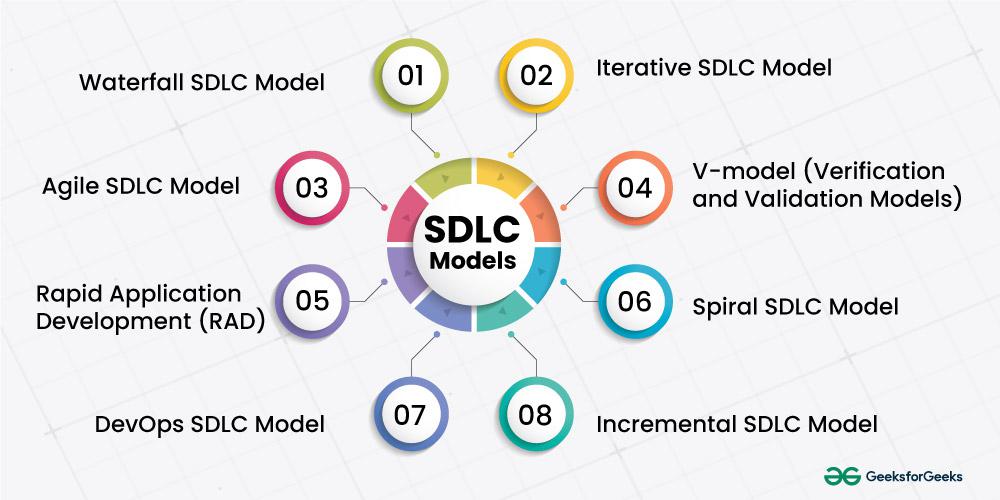 01
Waterfall SDLC Model
02
Iterative SDLC Model
03
Agile SDLC Model
04
V-model (Verification
and Validation Models)
SDLC
Models
05
Rapid Application
Development (RAD)
06
Spiral SDLC Model
07
DevOps SDLC Model
08
Incremental SDLC Model
GeeksforGeeks